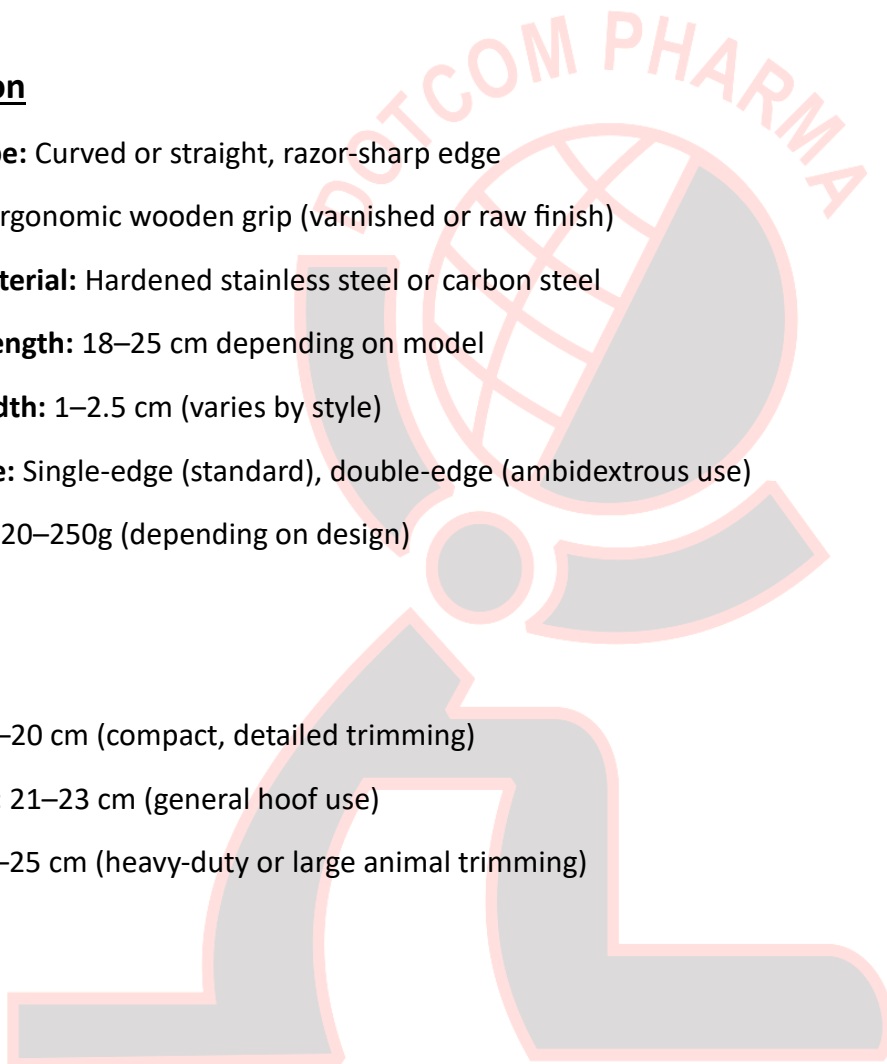 DOTCOM PHARMA
on
pe: Curved or straight, razor-sharp edge
rgonomic wooden grip (varnished or raw finish)
terial: Hardened stainless steel or carbon steel
ength: 18–25 cm depending on model
dth: 1–2.5 cm (varies by style)
e: Single-edge (standard), double-edge (ambidextrous use)
20–250g (depending on design)
–20 cm (compact, detailed trimming)
: 21–23 cm (general hoof use)
–25 cm (heavy-duty or large animal trimming)